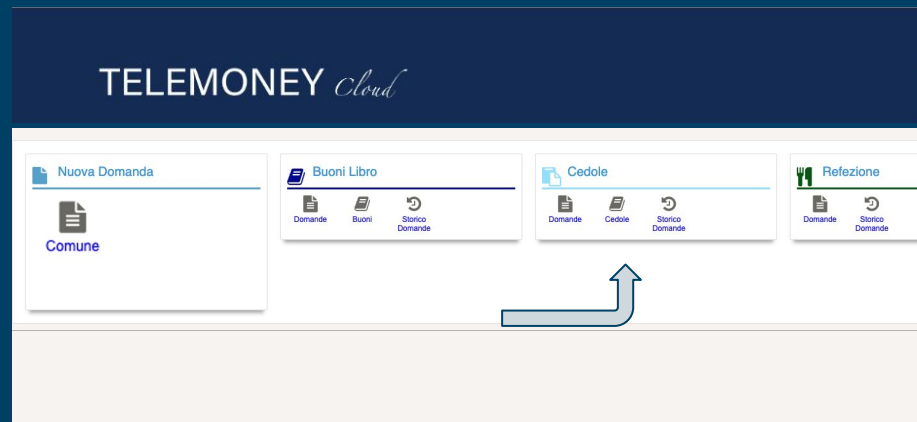 TELEMONEY Cloud
Nuova Domanda
Comune
Buoni Libro
Domande
Buoni
Storico
Domande
Cedole
Domande
Cedole
Storico
Domande
Refezione
Domande
Storico
Domande